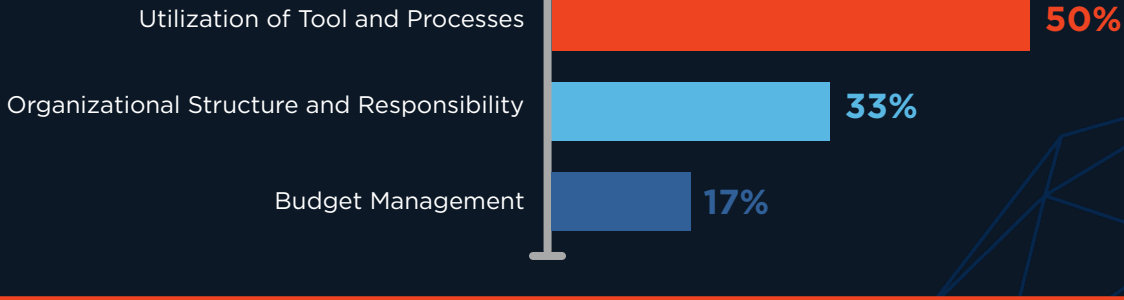 Utilization of Tool and Processes 50%
Organizational Structure and Responsibility 33%
Budget Management 17%